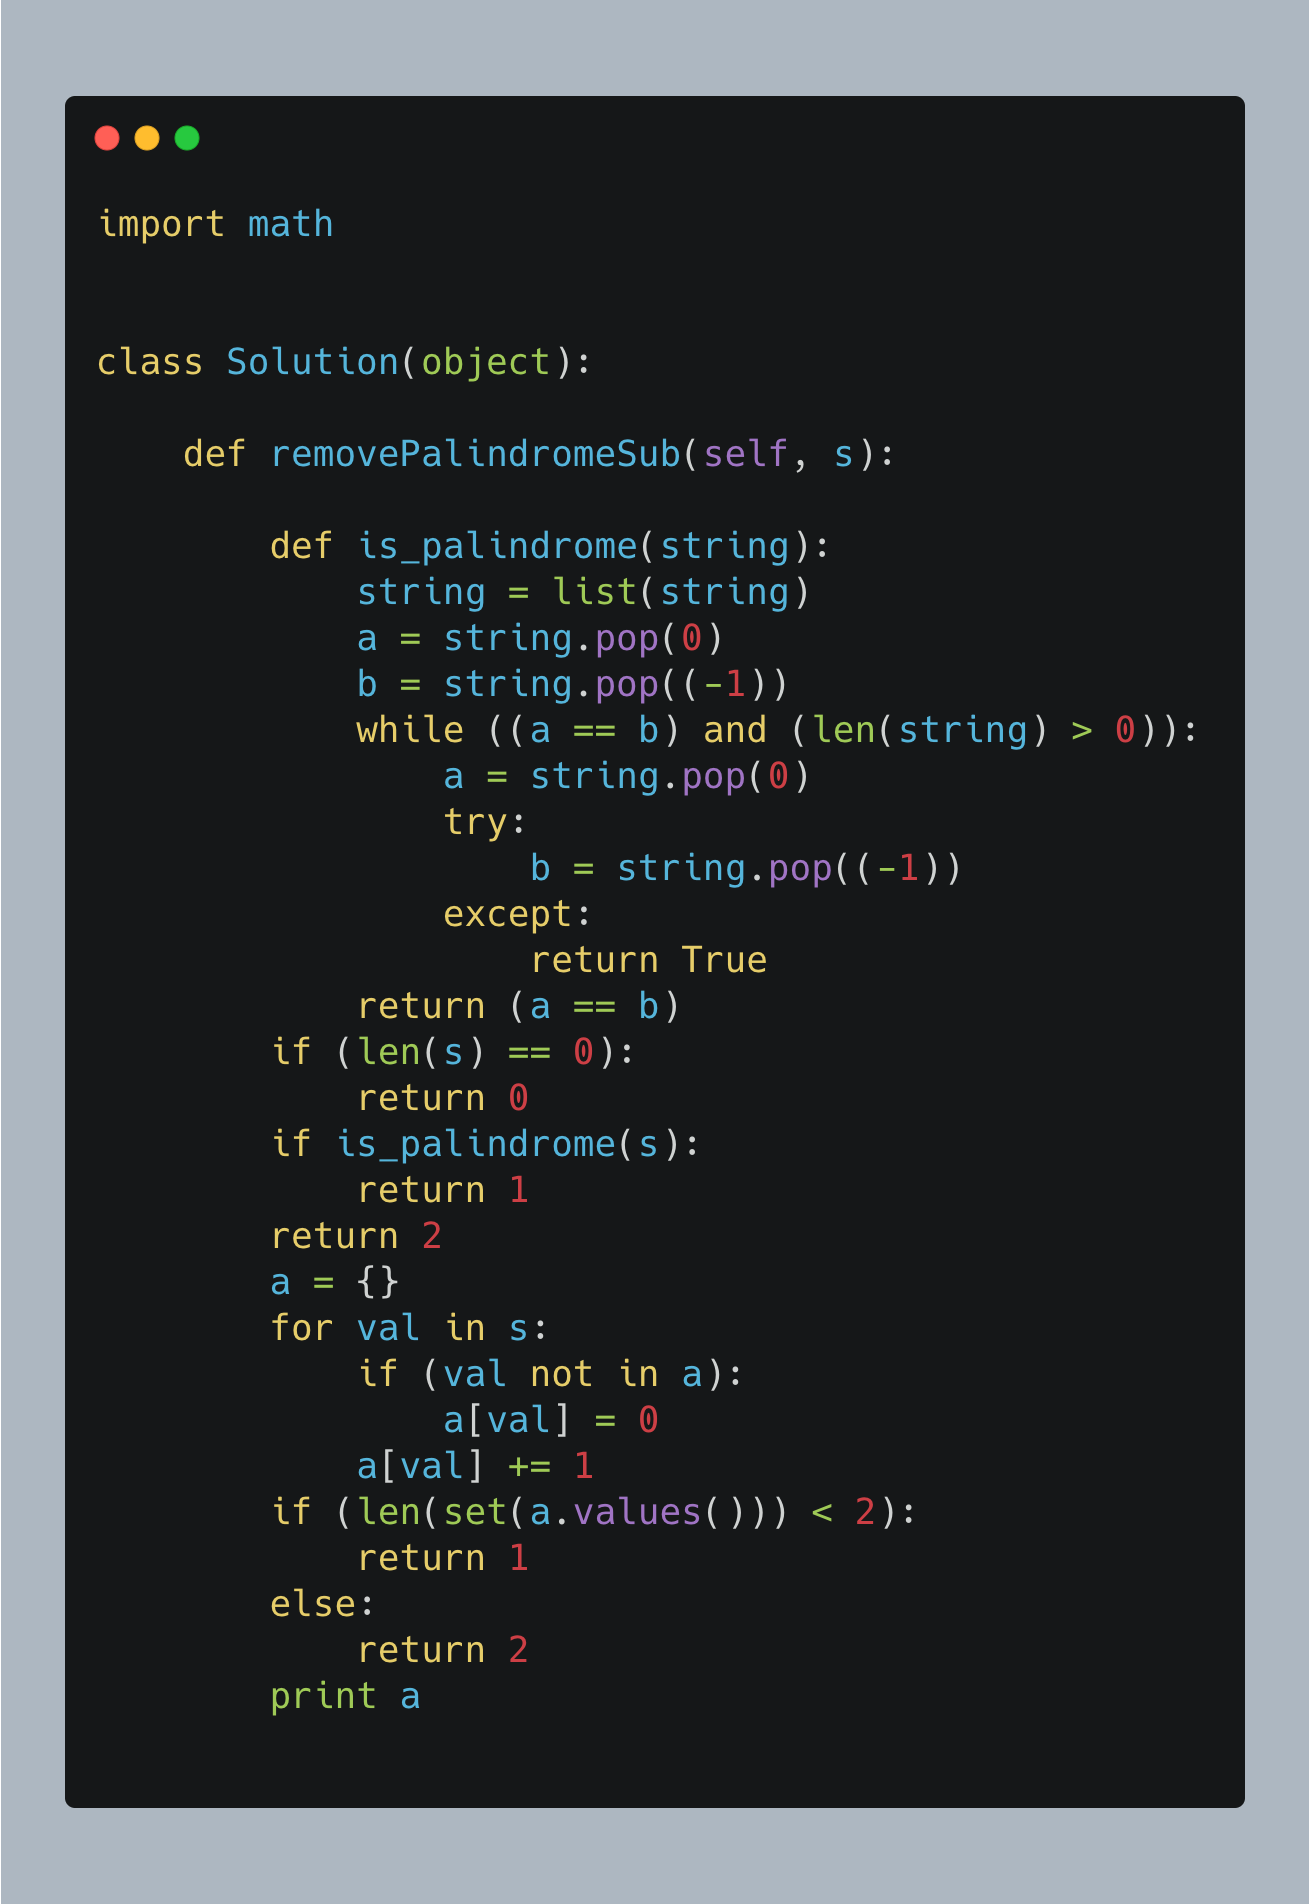 import math
class Solution(object):
    def removePalindromeSub(self, s):
        def is_palindrome(string):
            string = list(string)
            a = string.pop(0)
            b = string.pop((-1))
            while ((a == b) and (len(string) > 0)):
                a = string.pop(0)
                try:
                    b = string.pop((-1))
                except:
                    return True
            return (a == b)
        if (len(s) == 0):
            return 0
        if is_palindrome(s):
            return 1
        return 2
        a = {}
        for val in s:
            if (val not in a):
                a[val] = 0
            a[val] += 1
        if (len(set(a.values())) < 2):
            return 1
        else:
            return 2
        print a